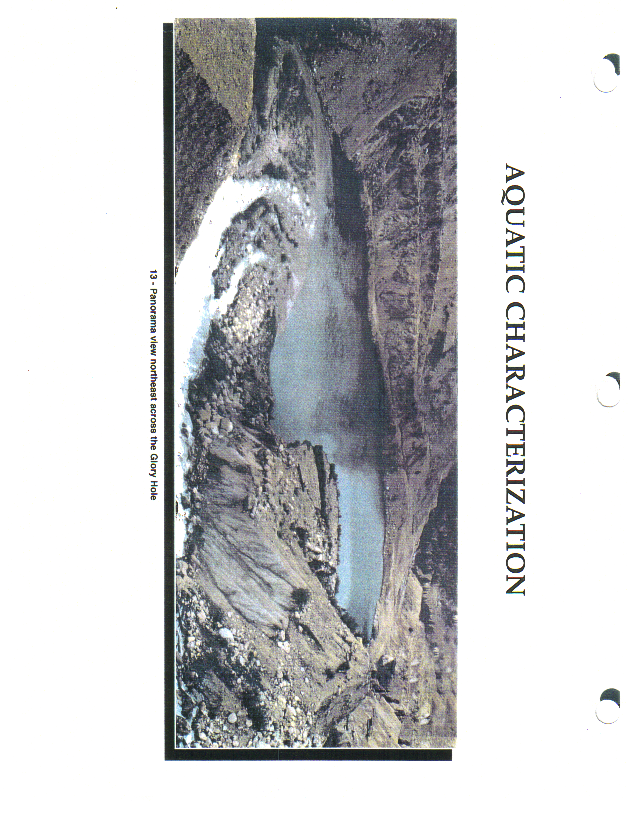 AQUATIC CHARACTERIZATION
13 - Panorama view northeast across the Glory Hole